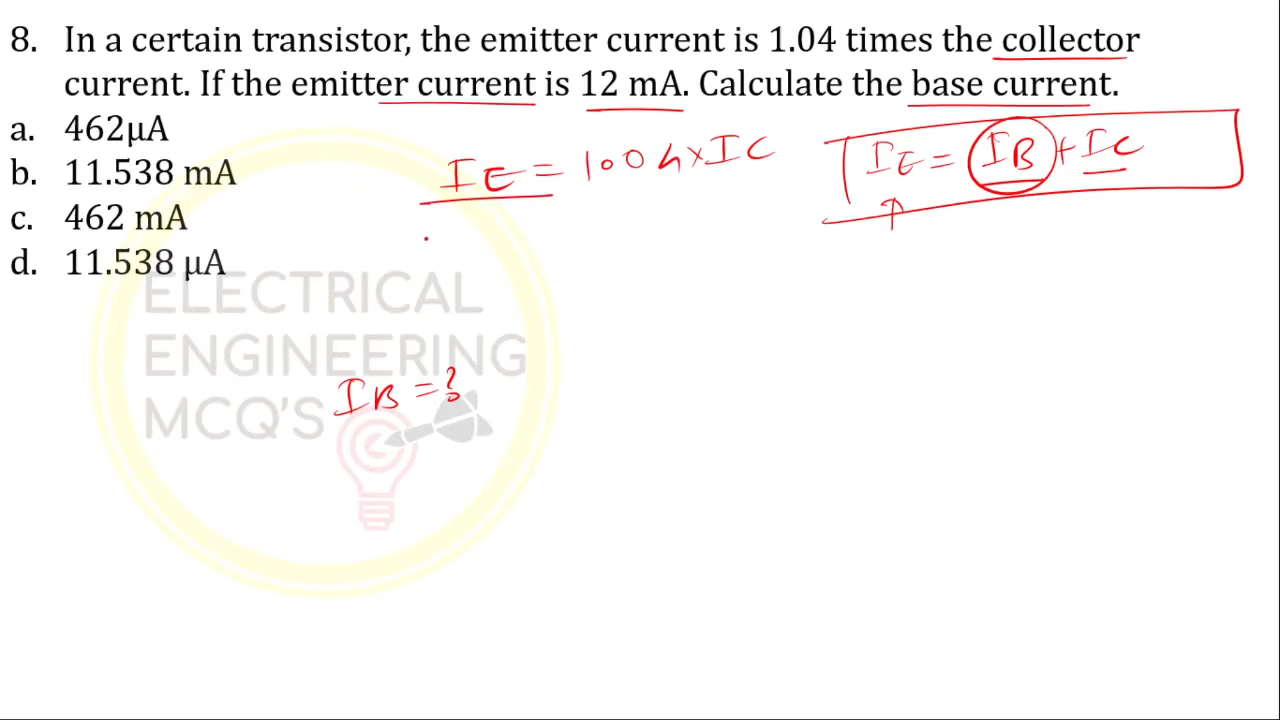 8. In a certain transistor, the emitter current is 1.04 times the collector
current. If the emitter current is 12 mA. Calculate the base current.
a. 462µA
b. 11.538 mA
c. 462 mA
d. 11.538 µA
IE = 1004 × IC
IE = IB + IC
ELECTRICAL
ENGINEERING
MCQ'S
IB = ?